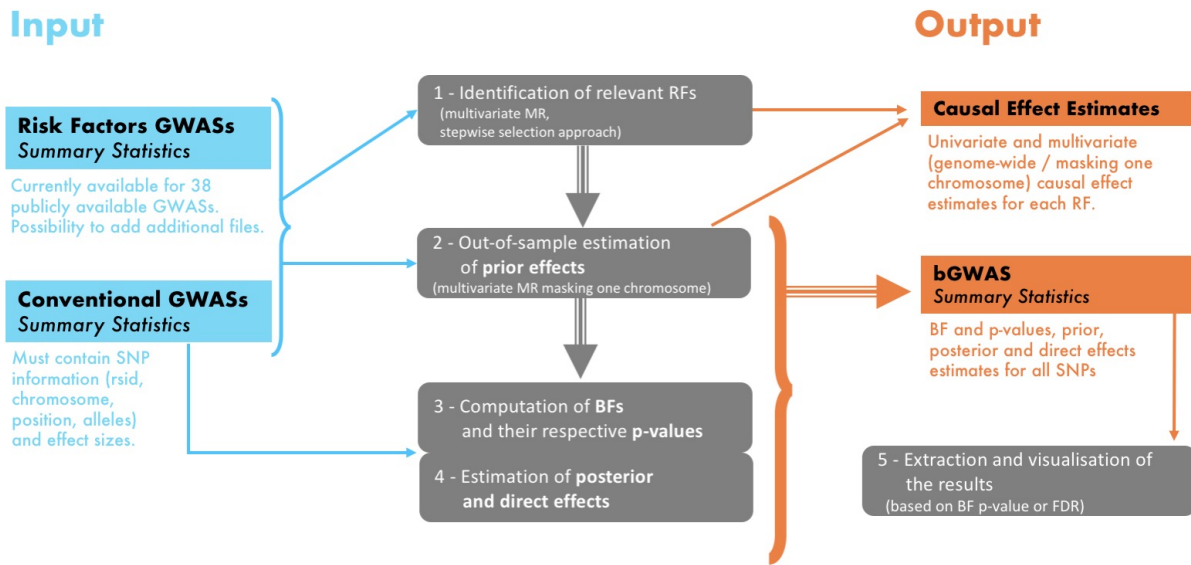 Input
Output
Risk Factors GWASs
Summary Statistics
Currently available for 38
publicly available GWASs.
Possibility to add additional files.
Conventional GWASs
Summary Statistics
Must contain SNP
information (rsid,
chromosome,
position, alleles)
and effect sizes.
1 - Identification of relevant RFs
(multivariate MR,
stepwise selection approach)
2 - Out-of-sample estimation
of prior effects
(multivariate MR masking one chromosome)
3 - Computation of BFs
and their respective p-values
4 - Estimation of posterior
and direct effects
Causal Effect Estimates
Univariate and multivariate
(genome-wide / masking one
chromosome) causal effect
estimates for each RF.
bGWAS
Summary Statistics
BF and p-values, prior,
posterior and direct effects
estimates for all SNPs
5 - Extraction and visualisation of
the results
(based on BF p-value or FDR)